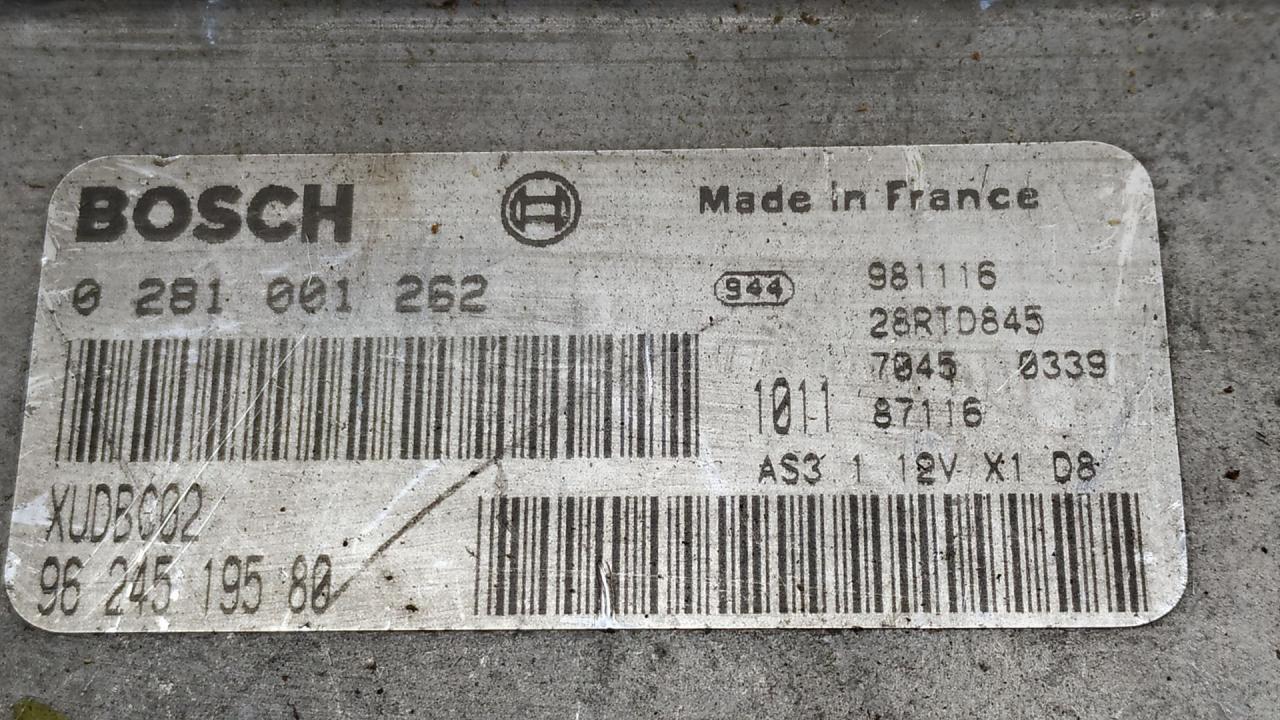 BOSCH
Made in France
0 281 001 262
944
981116
28RTD845
7045 0339
1011
87116
AS3 1 12V X1 D8
XUDBC02
96 245 195 80